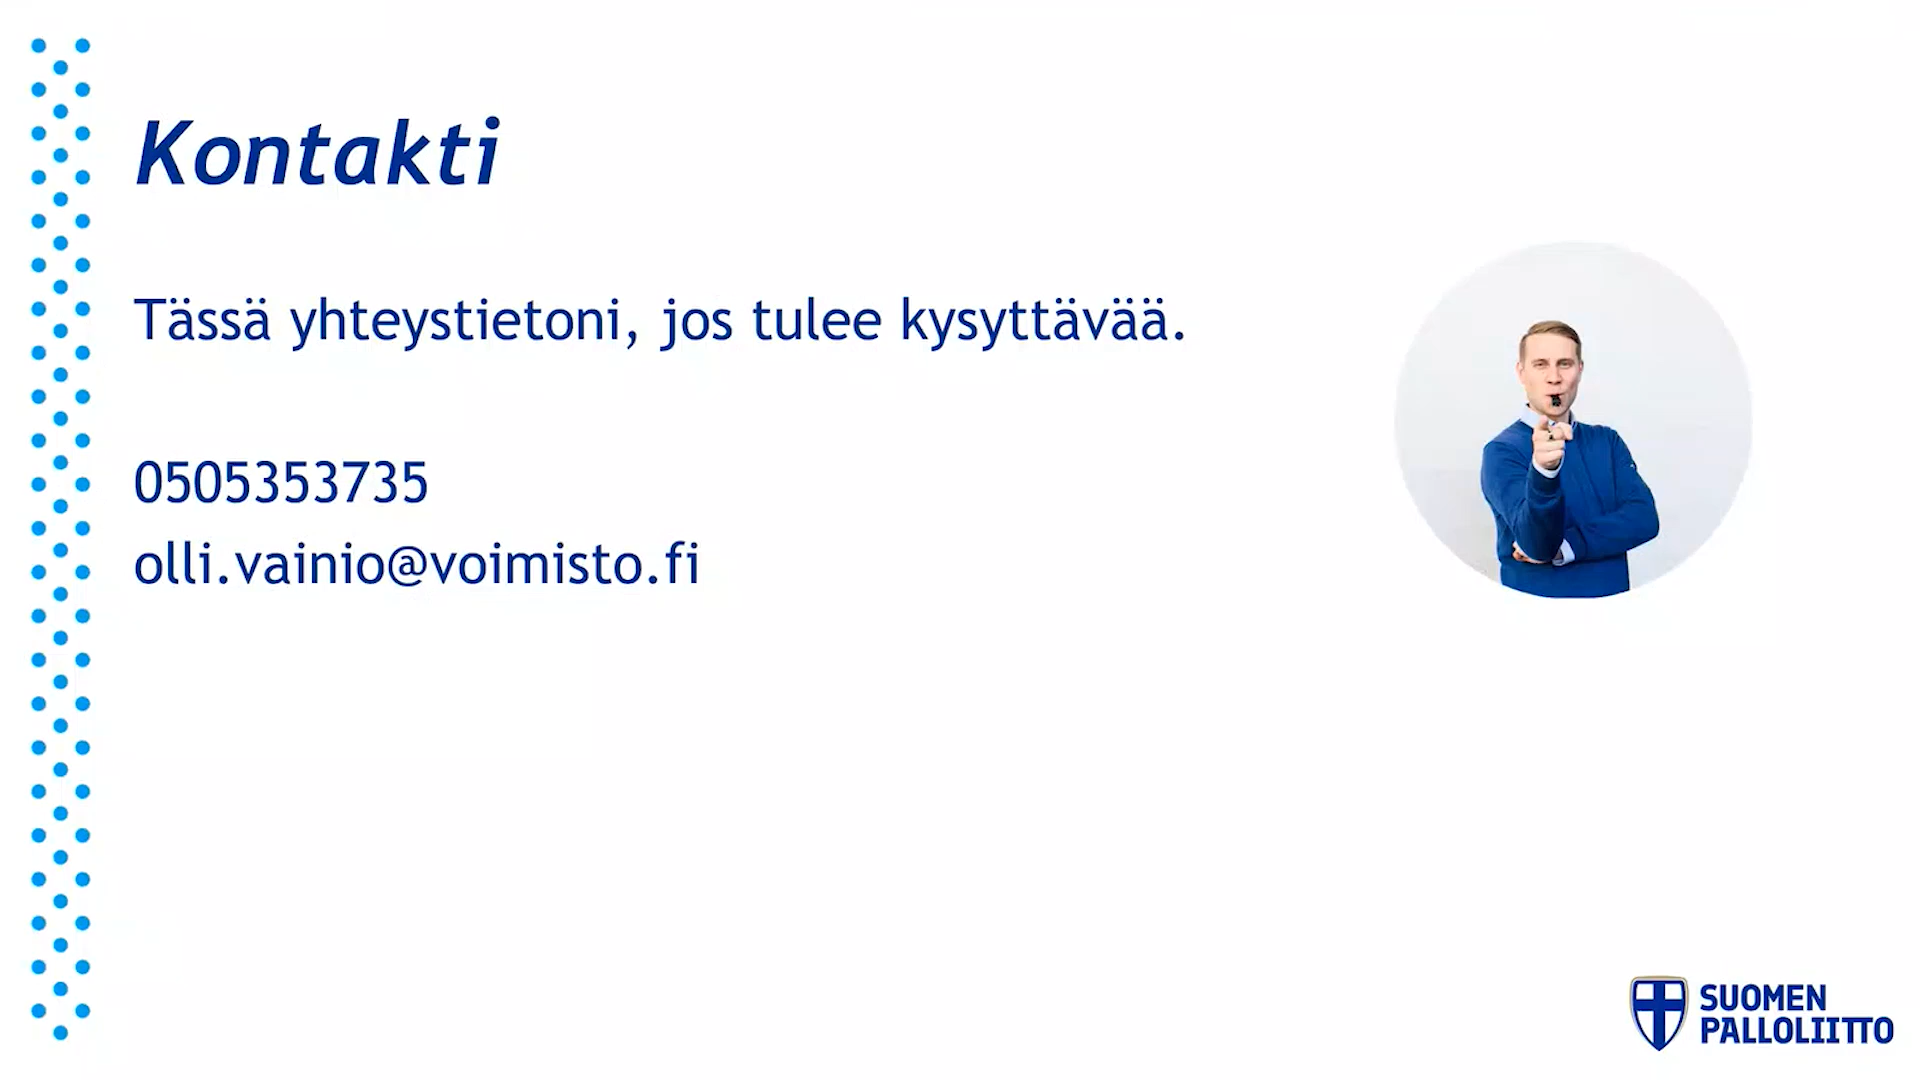 Kontakti
Tässä yhteystietoni, jos tulee kysyttävää.
0505353735
olli.vainio@voimisto.fi
SUOMEN
PALLOLIITTO